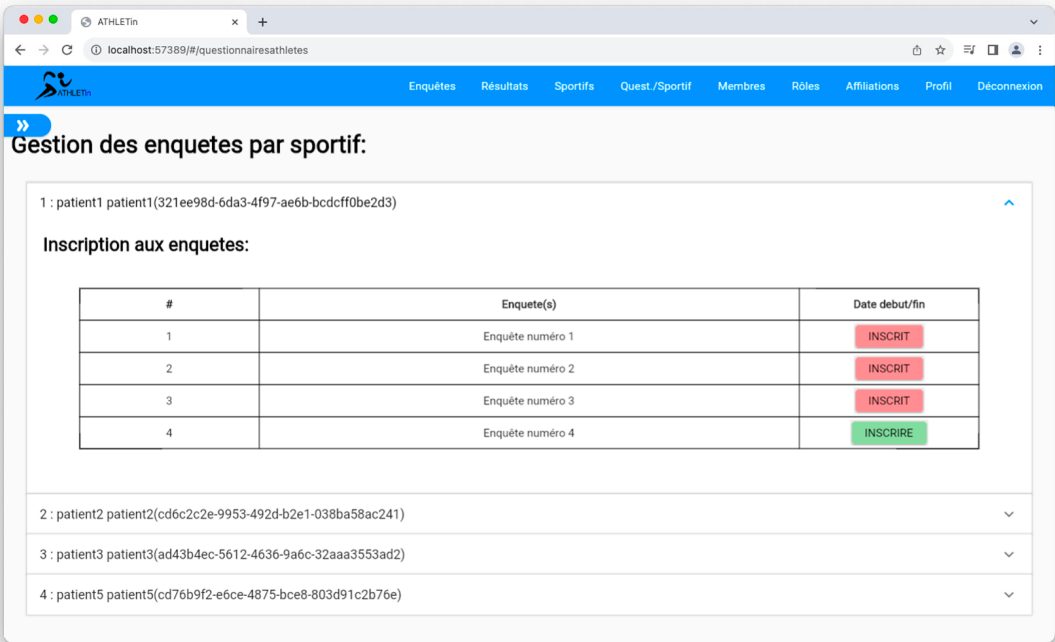 ATHLETin
localhost:57389/#/questionnairesathletes
ATHLETin
Enquêtes Résultats Sportifs Quest./Sportif Membres Rôles Affiliations Profil Déconnexion
Gestion des enquetes par sportif:
1 : patient1 patient1(321ee98d-6da3-4f97-ae6b-bcdcff0be2d3)
Inscription aux enquetes:
# Enquete(s) Date debut/fin
1 Enquête numéro 1 INSCRIT
2 Enquête numéro 2 INSCRIT
3 Enquête numéro 3 INSCRIT
4 Enquête numéro 4 INSCRIRE
2 : patient2 patient2(cd6c2c2e-9953-492d-b2e1-038ba58ac241)
3 : patient3 patient3(ad43b4ec-5612-4636-9a6c-32aaa3553ad2)
4 : patient5 patient5(cd76b9f2-e6ce-4875-bce8-803d91c2b76e)